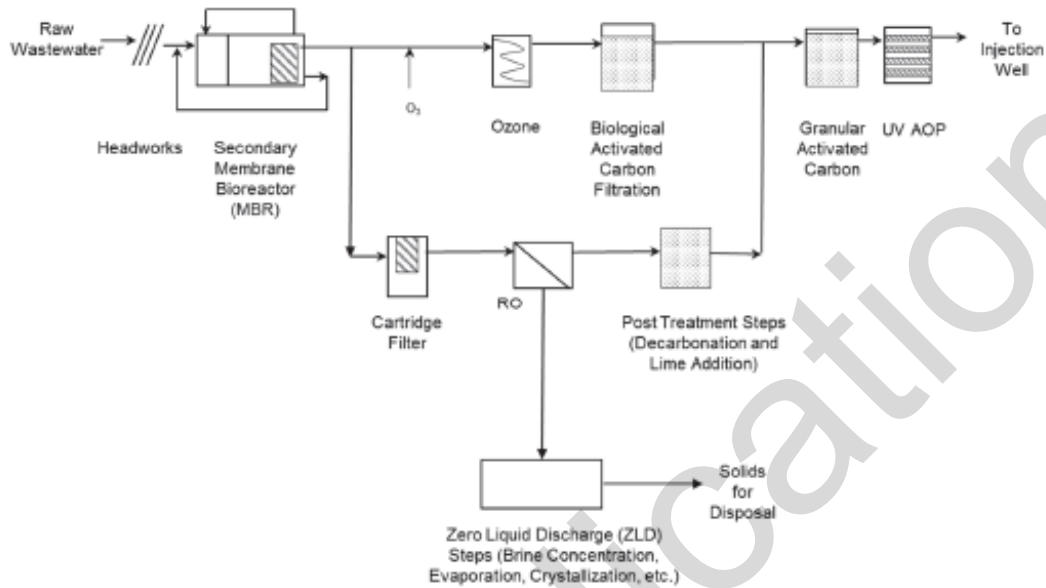 Raw
Wastewater
To
Injection
Well
O3
Ozone
Biological
Activated
Carbon
Filtration
Granular
Activated
Carbon
UV AOP
Headworks
Secondary
Membrane
Bioreactor
(MBR)
Cartridge
Filter
RO
Post Treatment Steps
(Decarbonation and
Lime Addition)
Solids
for
Disposal
Zero Liquid Discharge (ZLD)
Steps (Brine Concentration,
Evaporation, Crystallization, etc.)
lication